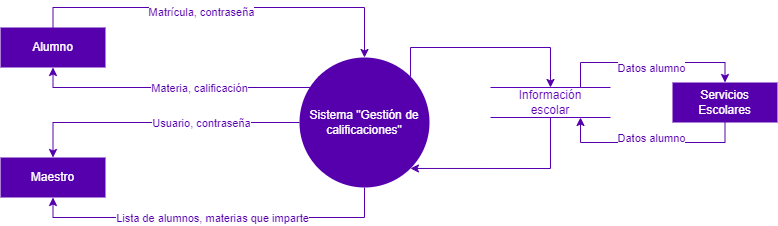 Matrícula, contraseña
Alumno
Materia, calificación
Sistema "Gestión de
calificaciones"
Usuario, contraseña
Maestro
Lista de alumnos, materias que imparte
Información
escolar
Datos alumno
Servicios
Escolares
Datos alumno